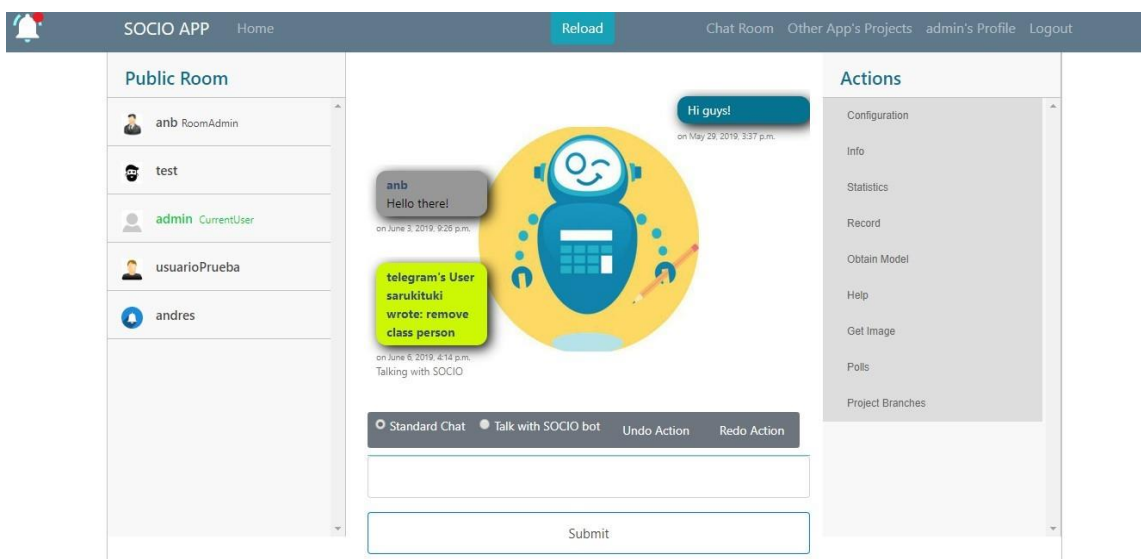 SOCIO APP Home Reload Chat Room Other App's Projects admin's Profile Logout
Public Room
anb RoomAdmin
test
admin CurrentUser
usuarioPrueba
andres
Hi guys!
on May 29, 2019, 3:37 p.m.
anb
Hello there!
on June 3, 2019, 9:26 p.m.
telegram's User
sarukituki
wrote: remove
class person
on June 6, 2019, 4:14 p.m.
Talking with SOCIO
Standard Chat Talk with SOCIO bot Undo Action Redo Action
Submit
Actions
Configuration
Info
Statistics
Record
Obtain Model
Help
Get Image
Polls
Project Branches